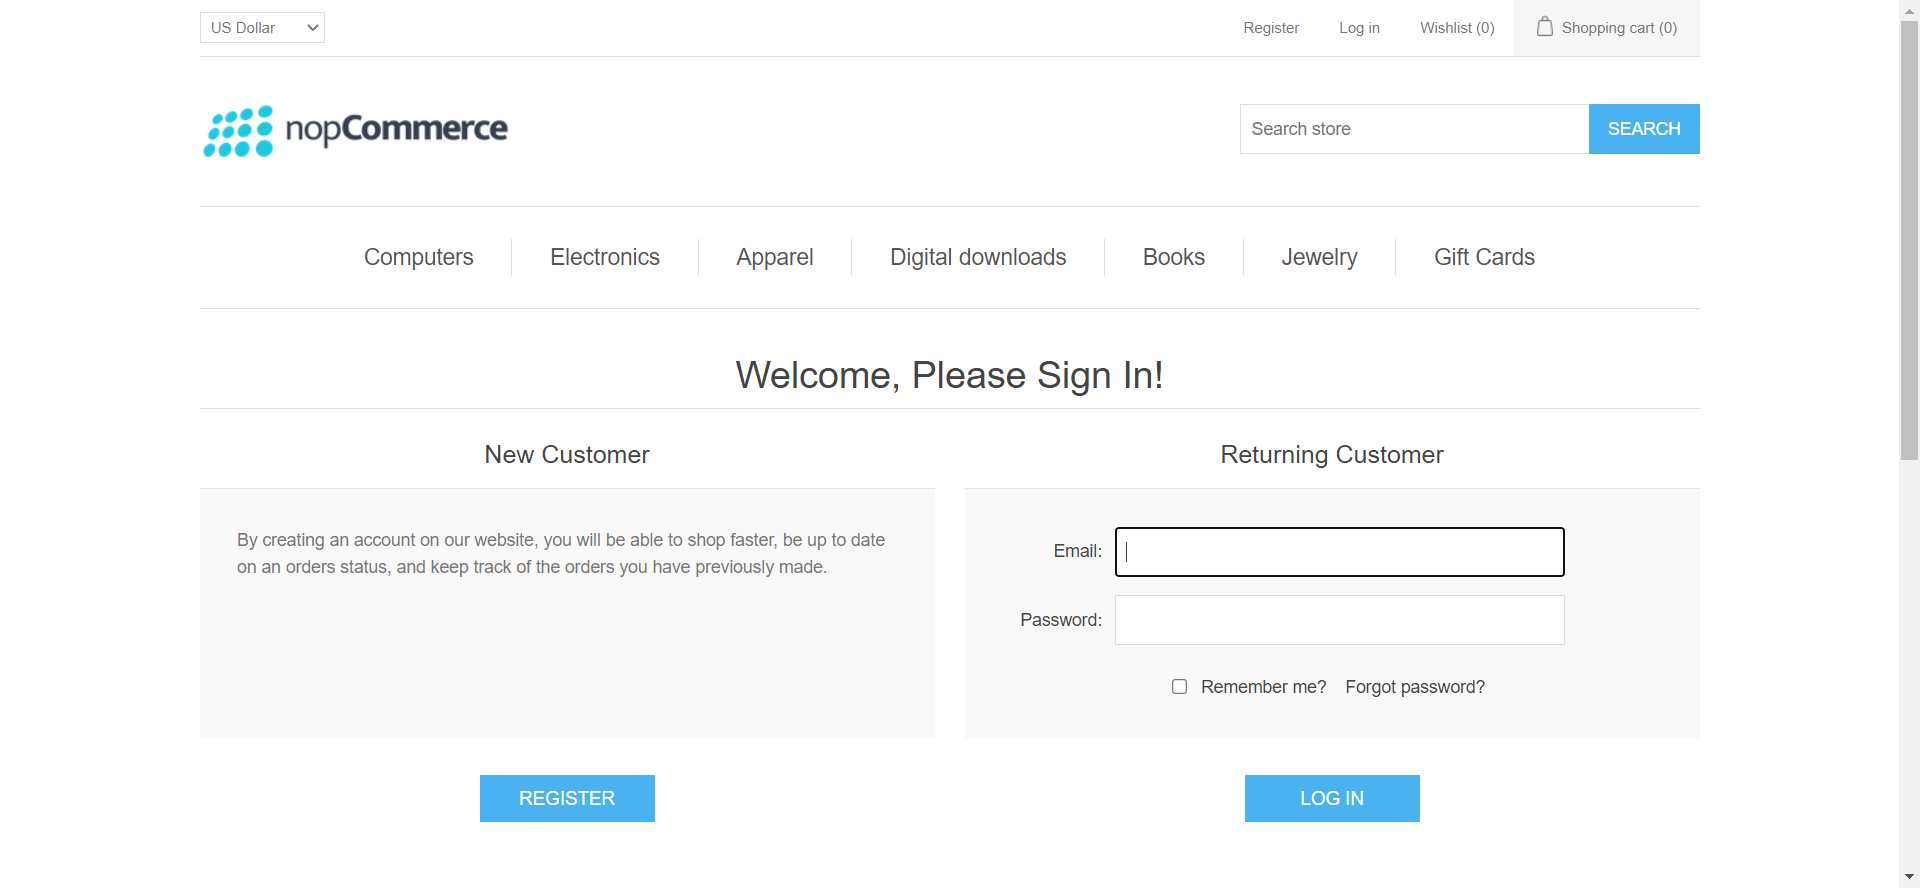 US Dollar
Register
Log in
Wishlist (0)
Shopping cart (0)
nopCommerce
Search store
SEARCH
Computers
Electronics
Apparel
Digital downloads
Books
Jewelry
Gift Cards
Welcome, Please Sign In!
New Customer
By creating an account on our website, you will be able to shop faster, be up to date
on an orders status, and keep track of the orders you have previously made.
REGISTER
Returning Customer
Email:
Password:
Remember me?
Forgot password?
LOG IN